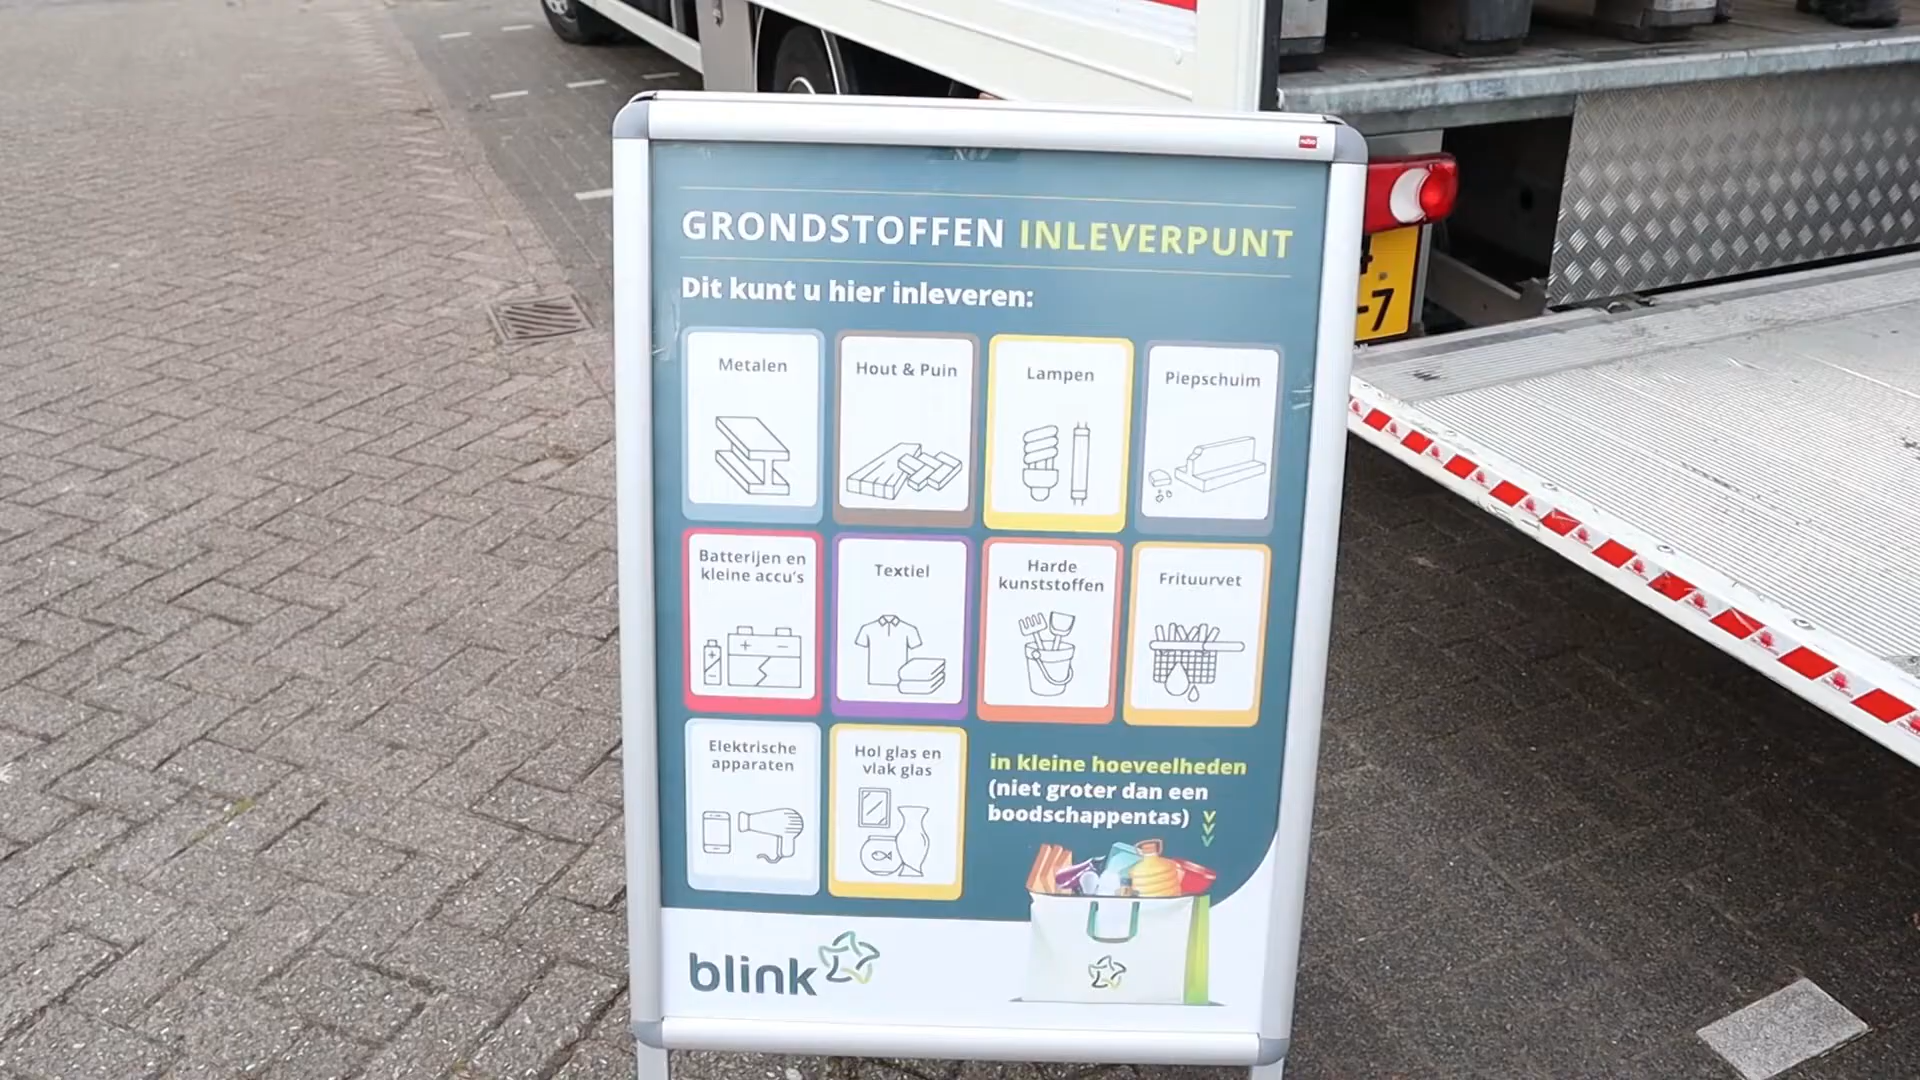 GRONDSTOFFEN INLEVERPUNT
Dit kunt u hier inleveren:
Metalen
Hout & Puin
Lampen
Piepschuim
Batterijen en
kleine accu's
Textiel
Harde
kunststoffen
Frituurvet
Elektrische
apparaten
Hol glas en
vlak glas
in kleine hoeveelheden
(niet groter dan een
boodschappentas)
blink
-7